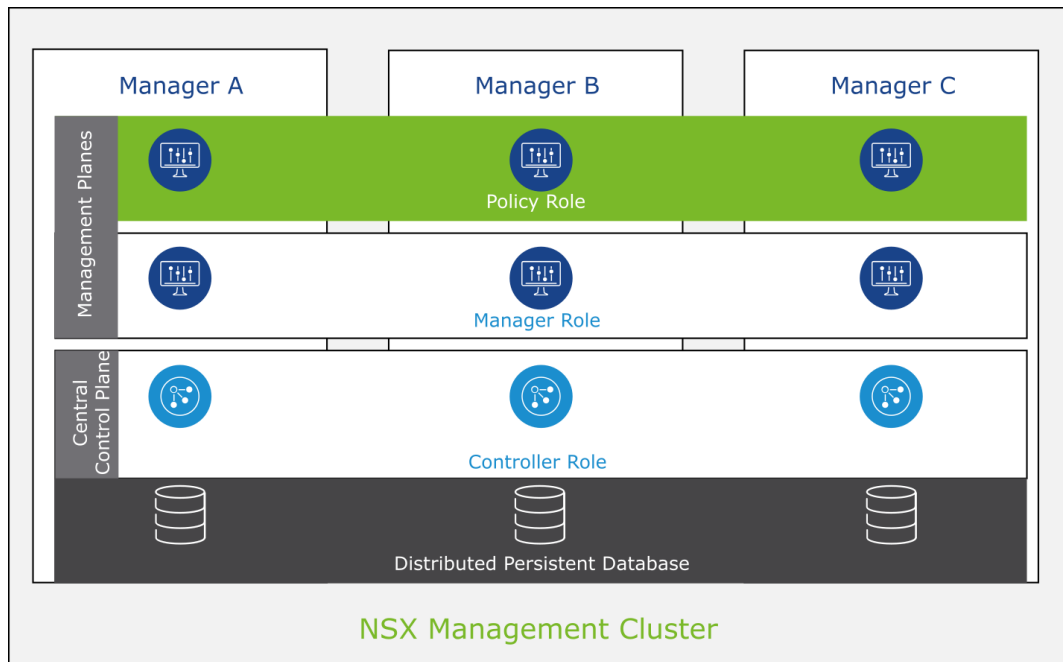 Manager A
Manager B
Manager C
Management Planes
Policy Role
Manager Role
Central
Control Plane
Controller Role
Distributed Persistent Database
NSX Management Cluster